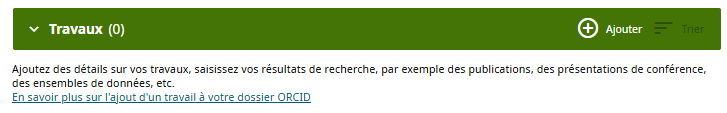 Travaux (0) Ajouter Trier
Ajoutez des détails sur vos travaux, saisissez vos résultats de recherche, par exemple des publications, des présentations de conférence,
des ensembles de données, etc.
En savoir plus sur l'ajout d'un travail à votre dossier ORCID